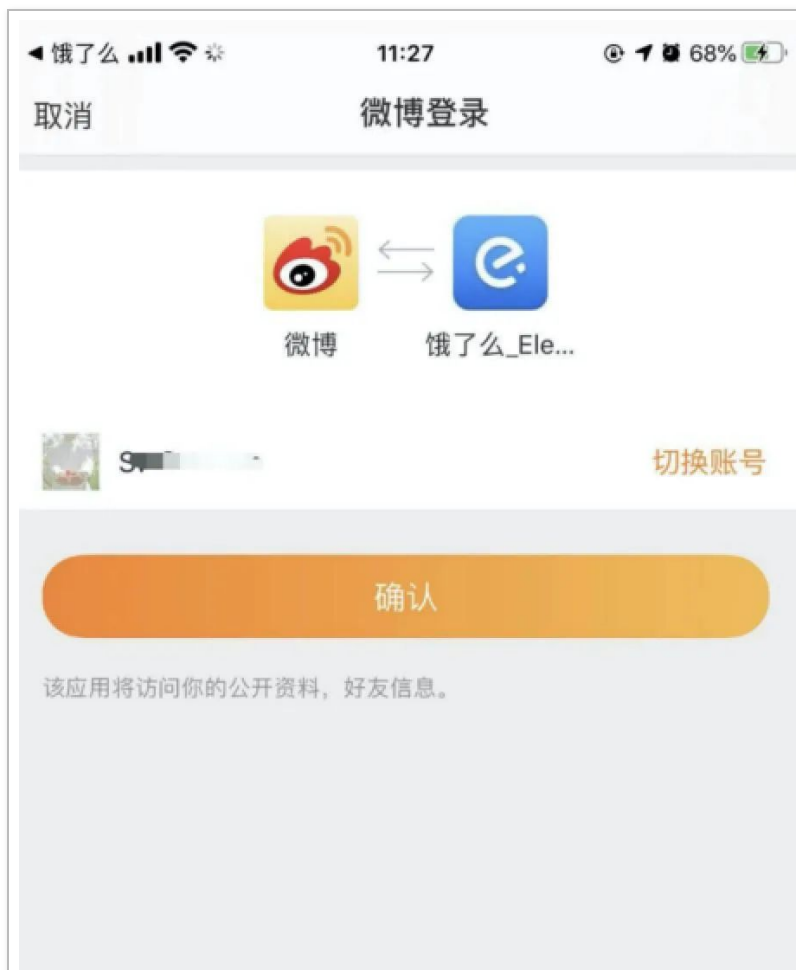 ◀ 饿了么 11:27 68%
取消 微博登录
微博 饿了么_Ele...
切换账号
确认
该应用将访问你的公开资料，好友信息。